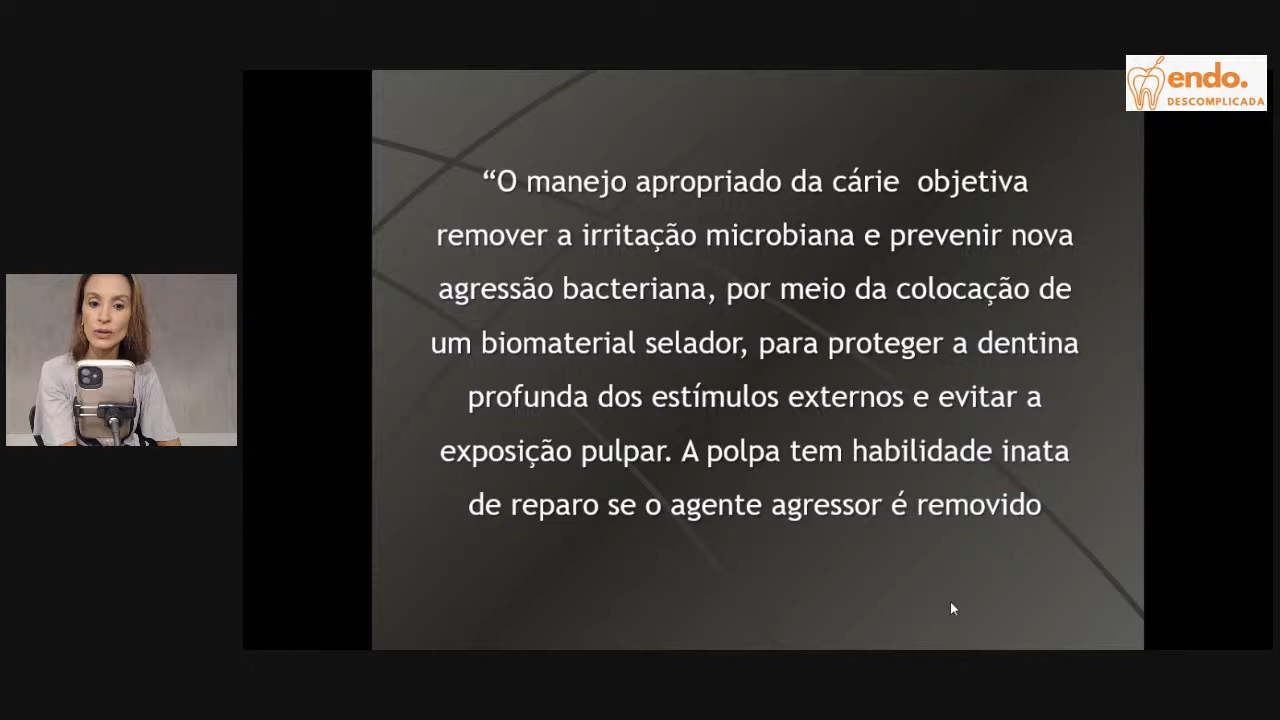 endo.
DESCOMPLICADA
“O manejo apropriado da cárie objetiva
remover a irritação microbiana e prevenir nova
agressão bacteriana, por meio da colocação de
um biomaterial selador, para proteger a dentina
profunda dos estímulos externos e evitar a
exposição pulpar. A polpa tem habilidade inata
de reparo se o agente agressor é removido